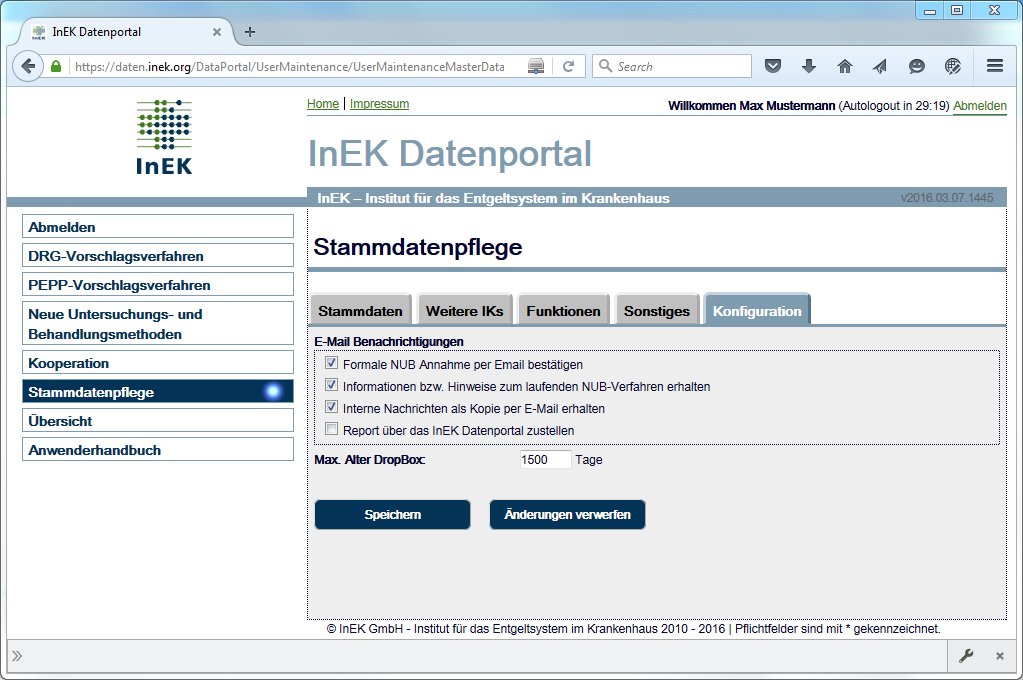 InEK Datenportal
https://daten.inek.org/DataPortal/UserMaintenance/UserMaintenanceMasterData
Search
InEK
Home | Impressum
Willkommen Max Mustermann (Autologout in 29:19) Abmelden
InEK Datenportal
InEK – Institut für das Entgeltsystem im Krankenhaus
v2016.03.07.1445
Abmelden
DRG-Vorschlagsverfahren
PEPP-Vorschlagsverfahren
Neue Untersuchungs- und
Behandlungsmethoden
Kooperation
Stammdatenpflege
Übersicht
Anwenderhandbuch
Stammdatenpflege
Stammdaten Weitere IKs Funktionen Sonstiges Konfiguration
E-Mail Benachrichtigungen
Formale NUB Annahme per Email bestätigen
Informationen bzw. Hinweise zum laufenden NUB-Verfahren erhalten
Interne Nachrichten als Kopie per E-Mail erhalten
Report über das InEK Datenportal zustellen
Max. Alter DropBox: 1500 Tage
Speichern Änderungen verwerfen
© InEK GmbH - Institut für das Entgeltsystem im Krankenhaus 2010 - 2016 | Pflichtfelder sind mit * gekennzeichnet.